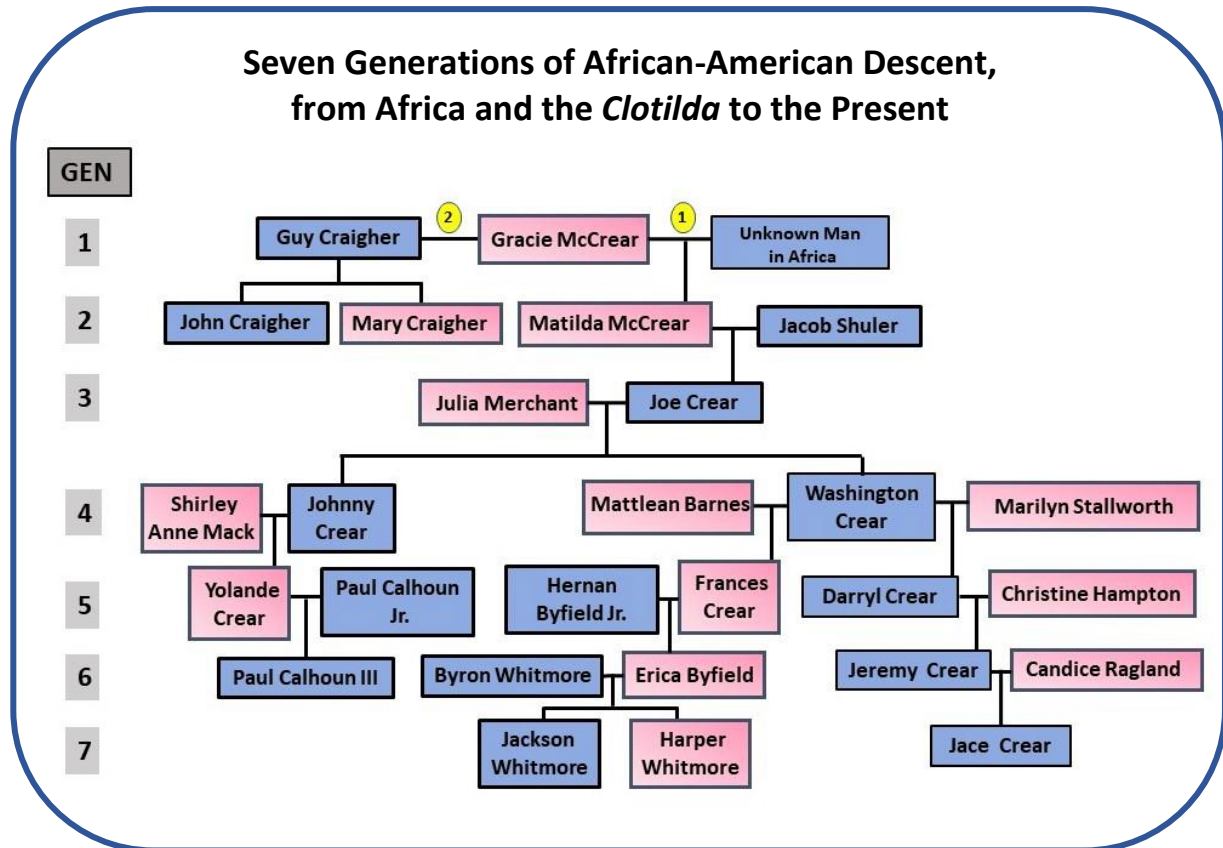 Seven Generations of African-American Descent,
from Africa and the Clotilda to the Present
GEN
1
2
1
Guy Craigher
Gracie McCrear
Unknown Man
in Africa
2
John Craigher
Mary Craigher
Matilda McCrear
Jacob Shuler
3
Julia Merchant
Joe Crear
4
Shirley
Anne Mack
Johnny
Crear
Mattlean Barnes
Washington
Crear
Marilyn Stallworth
5
Yolande
Crear
Paul Calhoun
Jr.
Hernan
Byfield Jr.
Frances
Crear
Darryl Crear
Christine Hampton
6
Paul Calhoun III
Byron Whitmore
Erica Byfield
Jeremy Crear
Candice Ragland
7
Jackson
Whitmore
Harper
Whitmore
Jace Crear